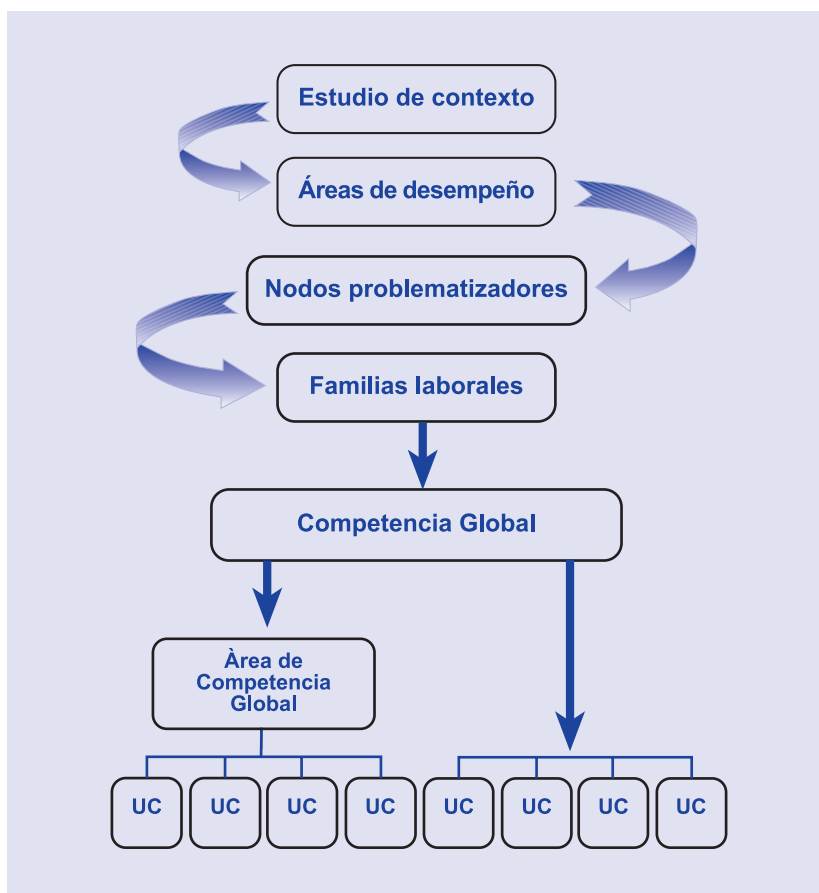 Estudio de contexto
Áreas de desempeño
Nodos problematizadores
Familias laborales
Competencia Global
Àrea de
Competencia
Global
UC UC UC UC UC UC UC UC